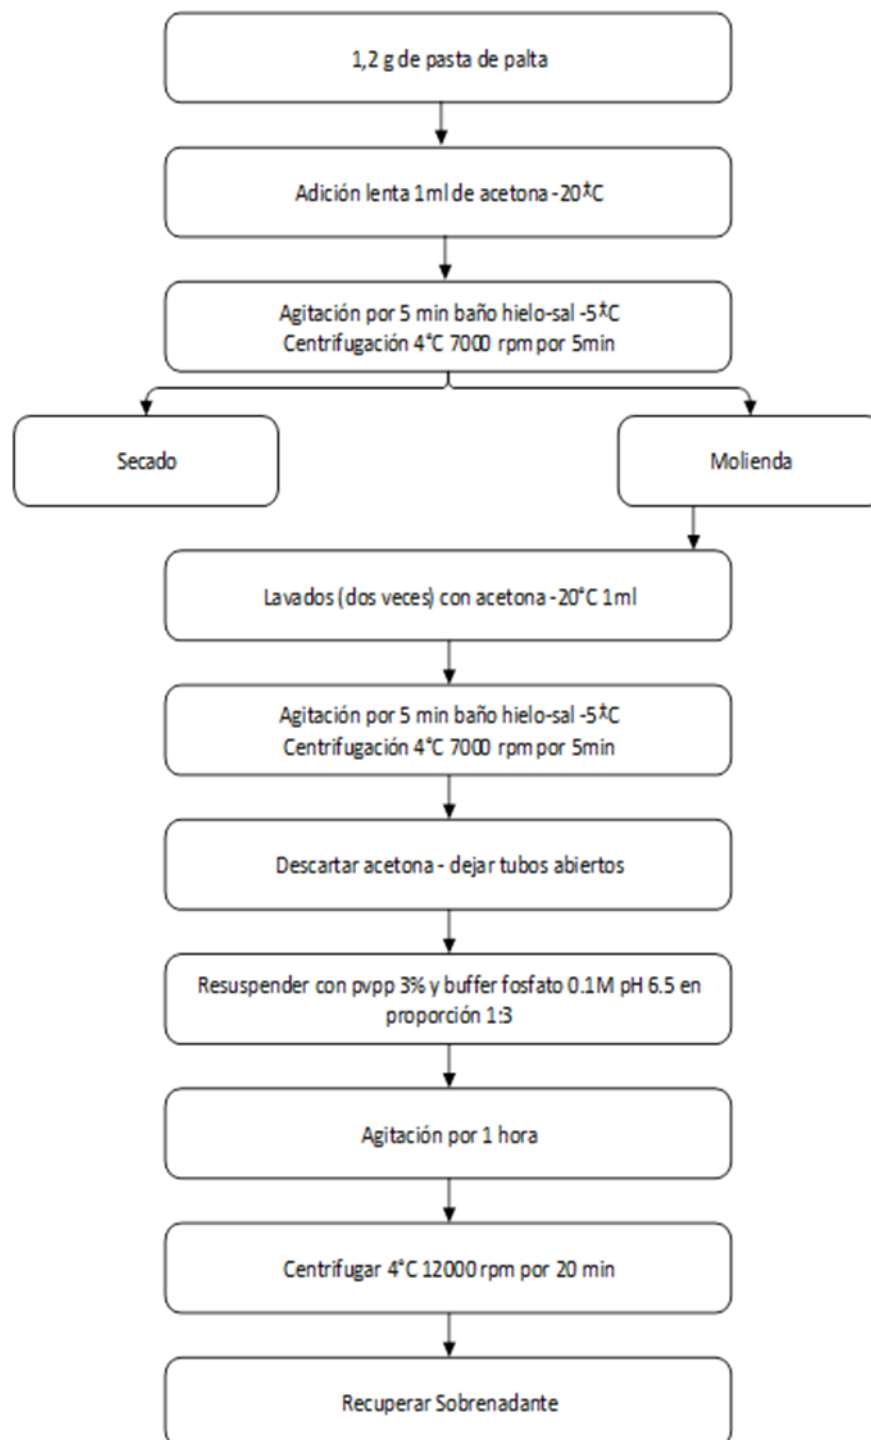 1,2 g de pasta de palta
Adición lenta 1ml de acetona -20°C
Agitación por 5 min baño hielo-sal -5°C
Centrifugación 4°C 7000 rpm por 5min
Secado
Molienda
Lavados (dos veces) con acetona -20°C 1ml
Agitación por 5 min baño hielo-sal -5°C
Centrifugación 4°C 7000 rpm por 5min
Descartar acetona - dejar tubos abiertos
Resuspender con pvpp 3% y buffer fosfato 0.1M pH 6.5 en
proporción 1:3
Agitación por 1 hora
Centrifugar 4°C 12000 rpm por 20 min
Recuperar Sobrenadante